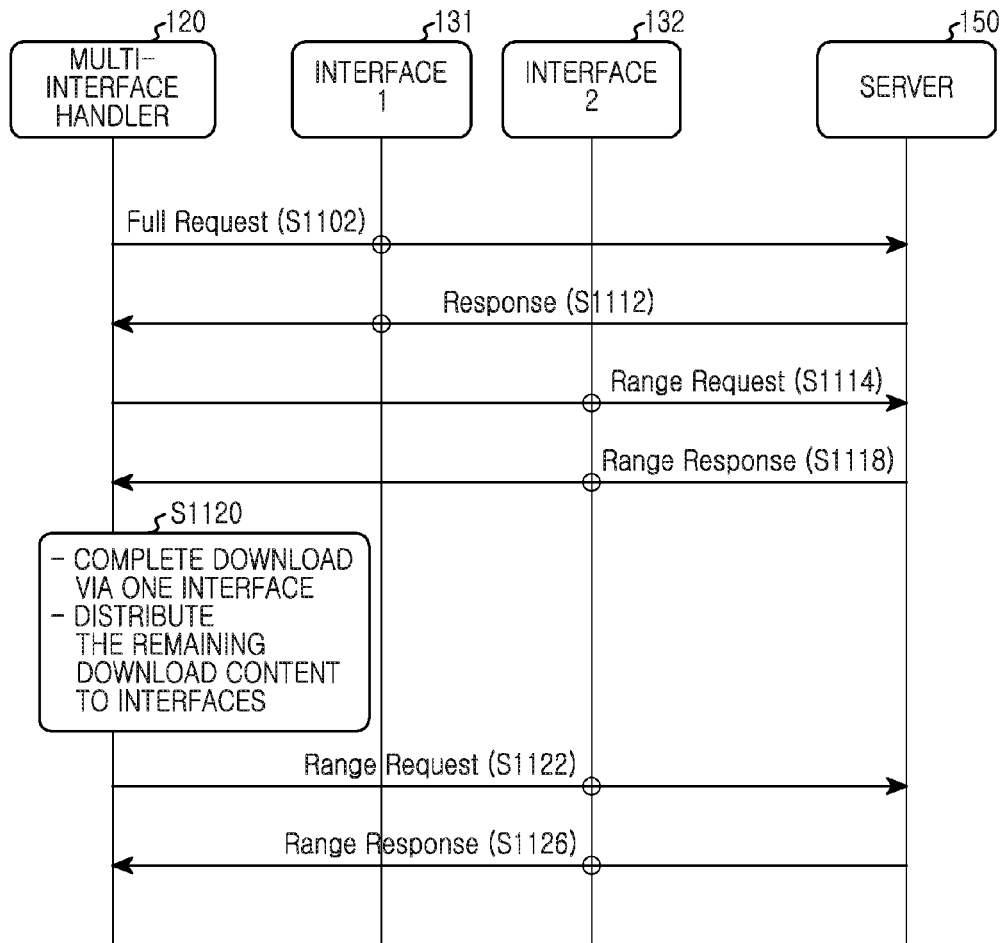 120
131
132
150
MULTI-
INTERFACE
HANDLER
INTERFACE
1
INTERFACE
2
SERVER
Full Request (S1102)
Response (S1112)
Range Request (S1114)
Range Response (S1118)
S1120
- COMPLETE DOWNLOAD
VIA ONE INTERFACE
- DISTRIBUTE
THE REMAINING
DOWNLOAD CONTENT
TO INTERFACES
Range Request (S1122)
Range Response (S1126)